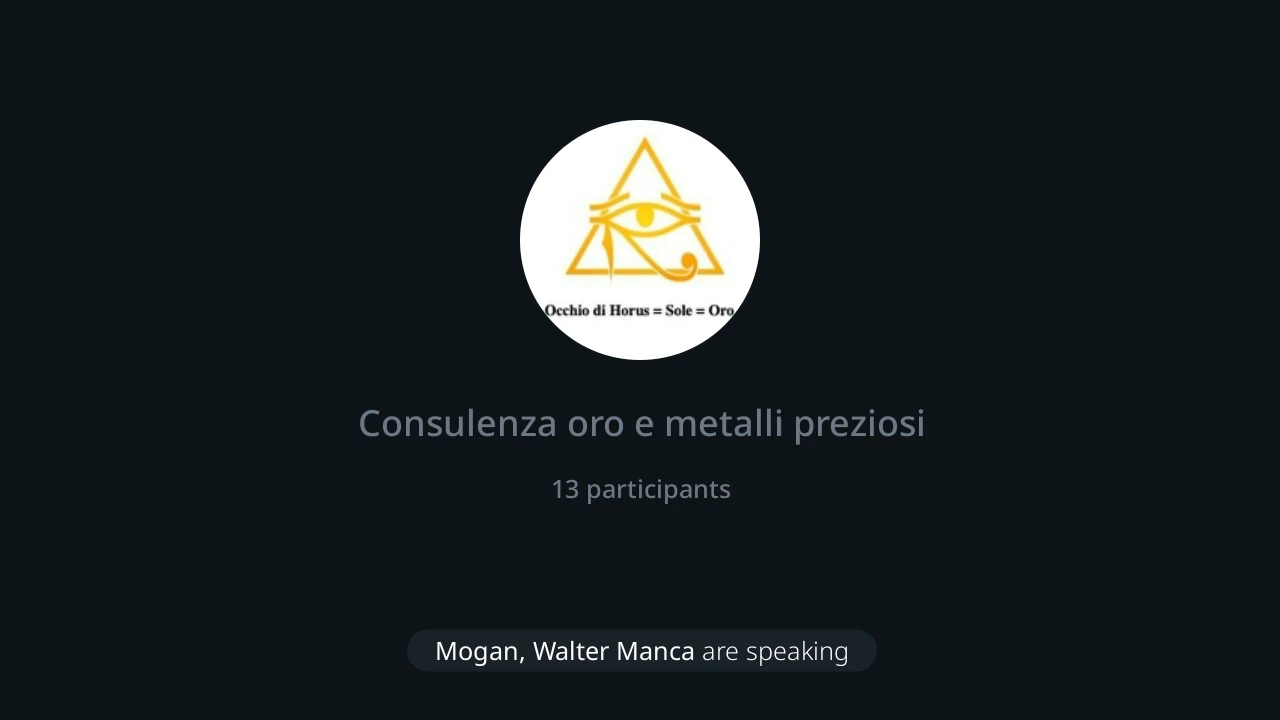 Occhio di Horus = Sole = Oro
Consulenza oro e metalli preziosi
13 participants
Mogan, Walter Manca are speaking